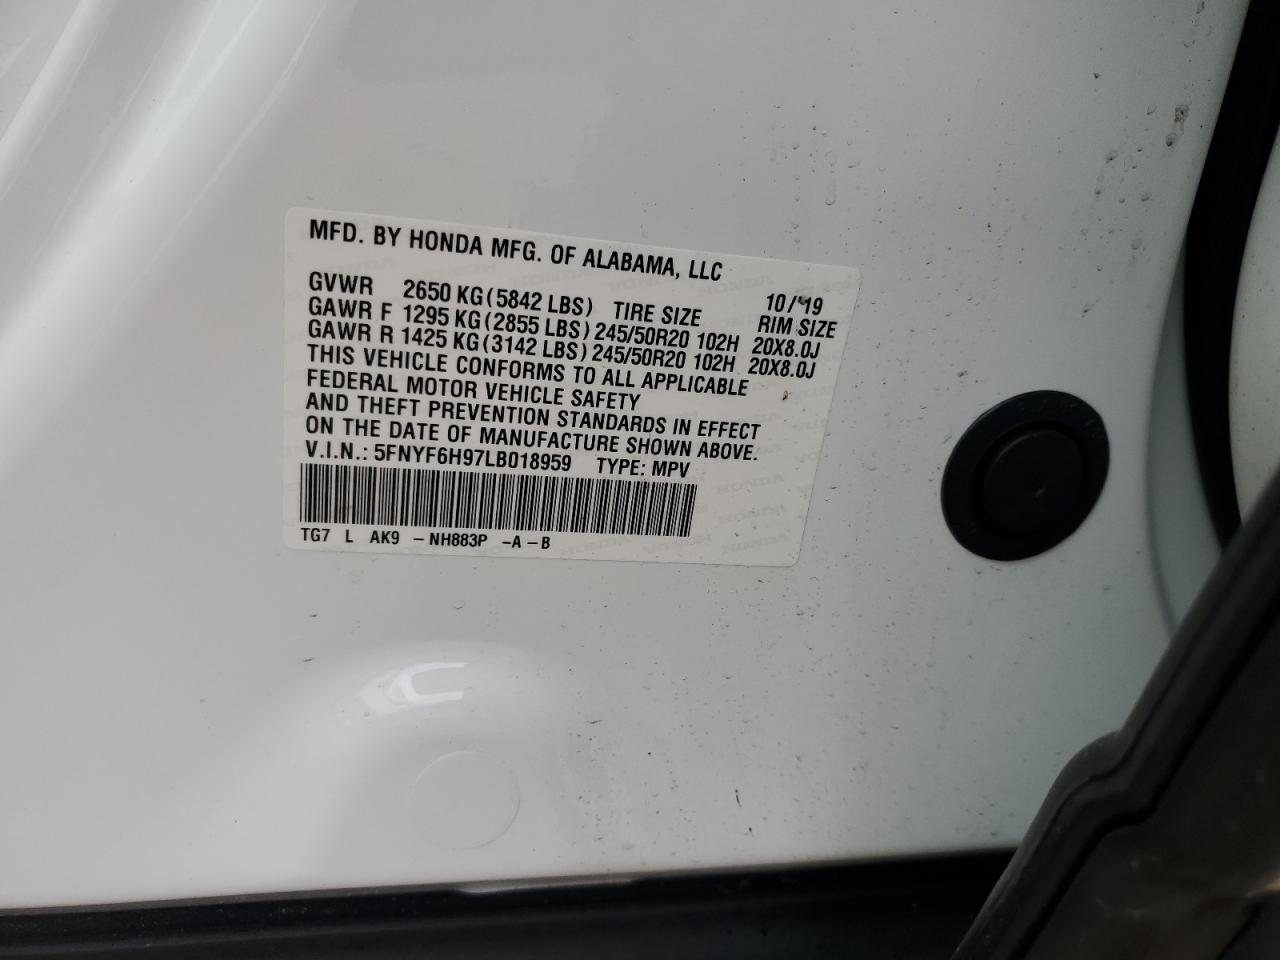 MFD. BY HONDA MFG. OF ALABAMA, LLC
10/19
GVWR 2650 KG(5842 LBS) TIRE SIZE RIM SIZE
GAWR F 1295 KG(2855 LBS)245/50R20 102H 20X8.0J
GAWR R 1425 KG(3142 LBS)245/50R20 102H 20X8.0J
THIS VEHICLE CONFORMS TO ALL APPLICABLE
FEDERAL MOTOR VEHICLE SAFETY
AND THEFT PREVENTION STANDARDS IN EFFECT
ON THE DATE OF MANUFACTURE SHOWN ABOVE.
V.I.N.: 5FNYF6H97LB018959 TYPE: MPV
TG7 L AK9 -NH883P -A-B